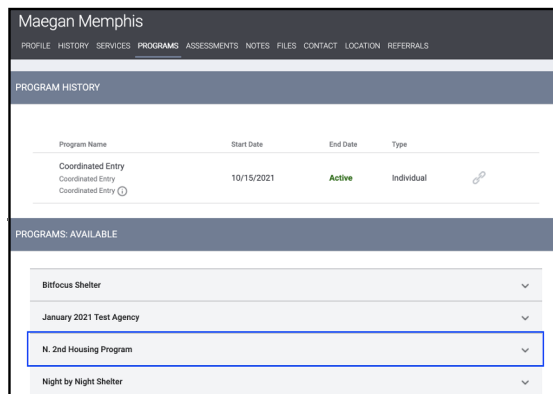 Maegan Memphis
PROFILE HISTORY SERVICES PROGRAMS ASSESSMENTS NOTES FILES CONTACT LOCATION REFERRALS
PROGRAM HISTORY
Program Name Start Date End Date Type
Coordinated Entry
Coordinated Entry 10/15/2021 Active Individual
Coordinated Entry
PROGRAMS: AVAILABLE
Bitfocus Shelter
January 2021 Test Agency
N. 2nd Housing Program
Night by Night Shelter